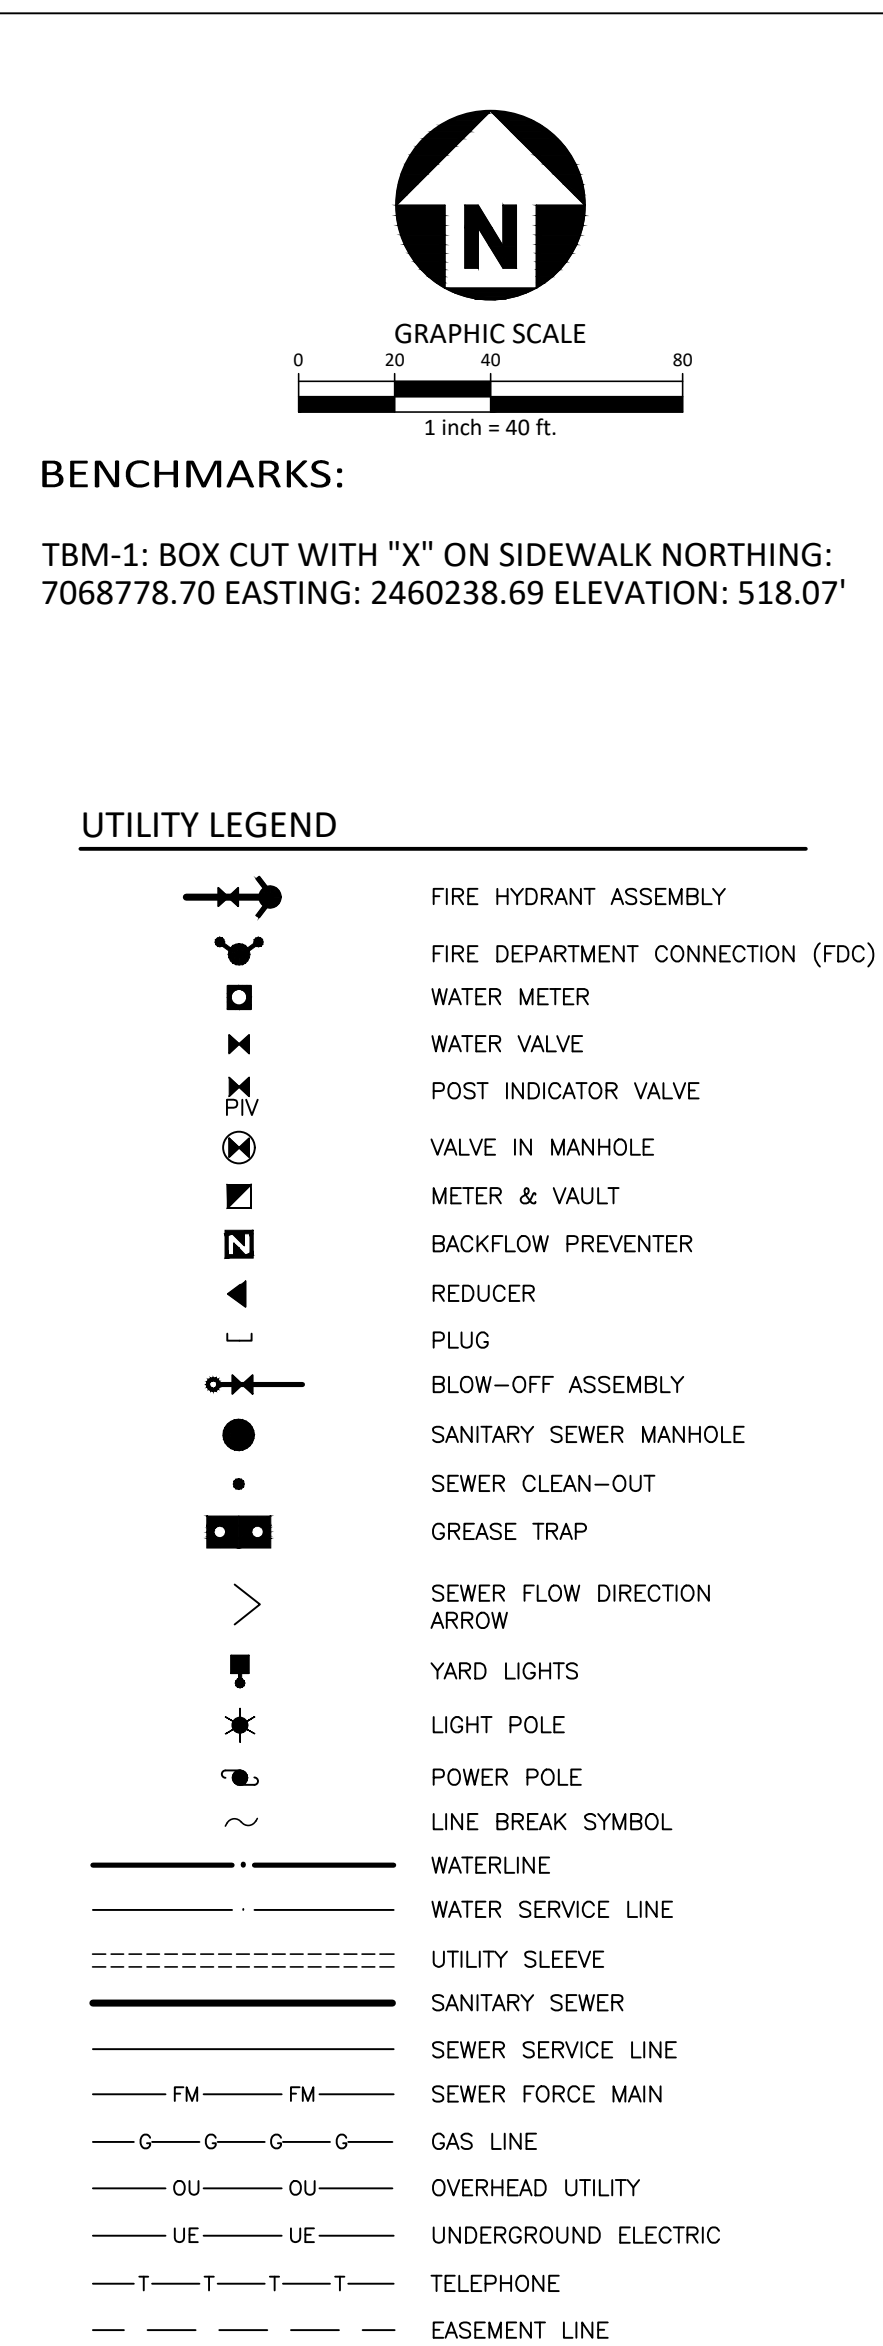 N
GRAPHIC SCALE
0 20 40 80
1 inch = 40 ft.
BENCHMARKS:
TBM-1: BOX CUT WITH "X" ON SIDEWALK NORTHING:
7068778.70 EASTING: 2460238.69 ELEVATION: 518.07'
UTILITY LEGEND
FIRE HYDRANT ASSEMBLY
FIRE DEPARTMENT CONNECTION (FDC)
WATER METER
WATER VALVE
PIV POST INDICATOR VALVE
VALVE IN MANHOLE
METER & VAULT
N BACKFLOW PREVENTER
REDUCER
PLUG
BLOW-OFF ASSEMBLY
SANITARY SEWER MANHOLE
SEWER CLEAN-OUT
GREASE TRAP
SEWER FLOW DIRECTION
ARROW
YARD LIGHTS
LIGHT POLE
POWER POLE
LINE BREAK SYMBOL
WATERLINE
WATER SERVICE LINE
UTILITY SLEEVE
SANITARY SEWER
SEWER SERVICE LINE
FM FM SEWER FORCE MAIN
G G G G GAS LINE
OU OU OVERHEAD UTILITY
UE UE UNDERGROUND ELECTRIC
T T T T TELEPHONE
EASEMENT LINE